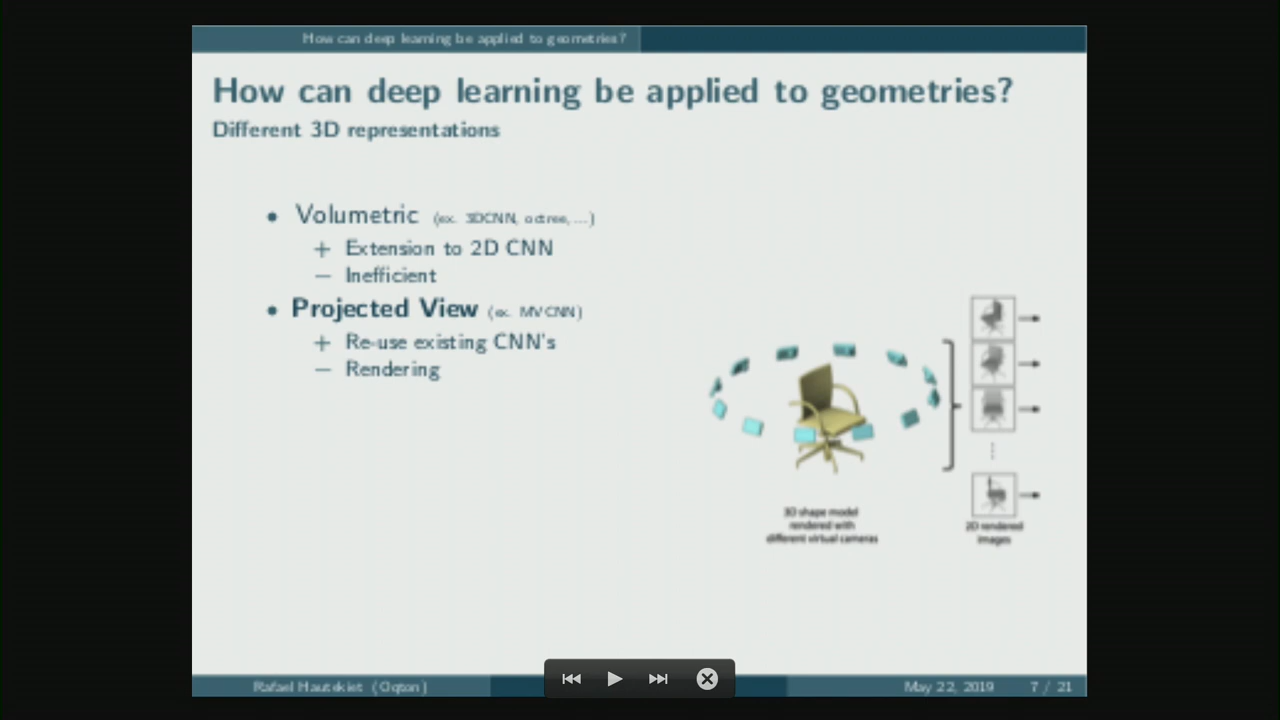 How can deep learning be applied to geometries?
How can deep learning be applied to geometries?
Different 3D representations
• Volumetric (ex. 3DCNN, octree, ...)
+ Extension to 2D CNN
− Inefficient
• Projected View (ex. MVCNN)
+ Re-use existing CNN's
− Rendering
3D shape model
rendered with
different virtual cameras
2D rendered
images
Rafael Hautekiet (Oqton)
May 22, 2019 7 / 21